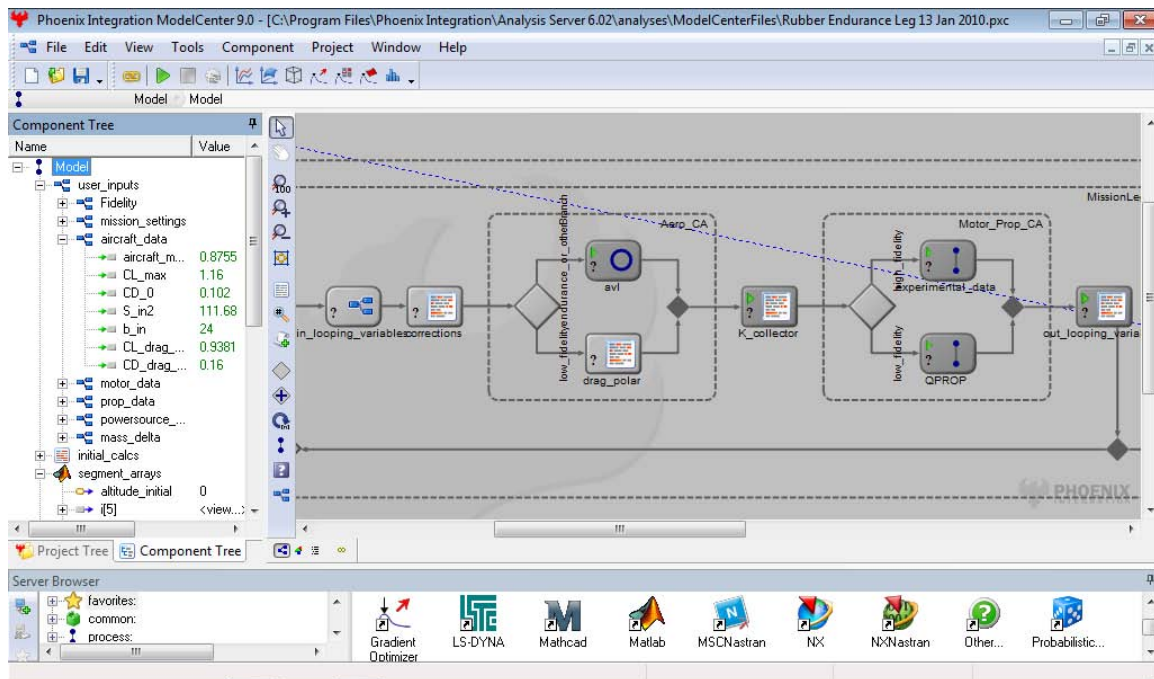 Phoenix Integration ModelCenter 9.0 - [C:\Program Files\Phoenix Integration\Analysis Server 6.02\analyses\ModelCenterFiles\Rubber Endurance Leg 13 Jan 2010.pxc
File Edit View Tools Component Project Window Help
Model Model
Component Tree
Name Value
Model
user_inputs
Fidelity
mission_settings
aircraft_data
aircraft_m... 0.8755
CL_max 1.16
CD_0 0.102
S_in2 111.68
b_in 24
CL_drag_... 0.9381
CD_drag_... 0.16
motor_data
prop_data
powersource_...
mass_delta
initial_calcs
segment_arrays
altitude_initial 0
i[5] <view...>
Project Tree Component Tree
100
MissionLe
Aero_CA
Motor_Prop_CA
endurance_or_otherBranch
low_fidelity
avl
drag_polar
in_looping_variables
corrections
K_collector
high_fidelity
low_fidelity
experimental_data
QPROP
out_looping_varia
PHOENIX
INTEGRATION
Server Browser
favorites:
common:
process:
Gradient
Optimizer
LS-DYNA
Mathcad
Matlab
MSCNastran
NX
NXNastran
Other...
Probabilistic...